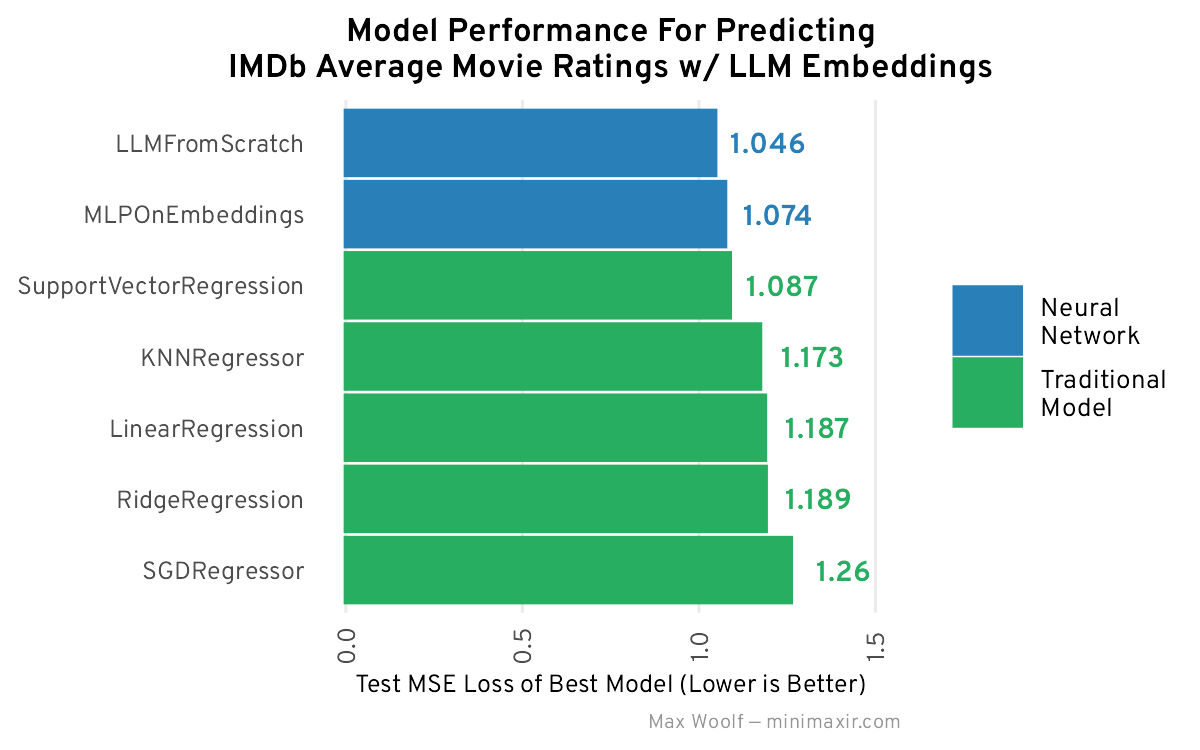 Model Performance For Predicting
IMDb Average Movie Ratings w/ LLM Embeddings
LLMFromScratch
1.046
MLPOnEmbeddings
1.074
SupportVectorRegression
1.087
KNNRegressor
1.173
LinearRegression
1.187
RidgeRegression
1.189
SGDRegressor
1.26
Neural
Network
Traditional
Model
0.0
0.5
1.0
1.5
Test MSE Loss of Best Model (Lower is Better)
Max Woolf — minimaxir.com